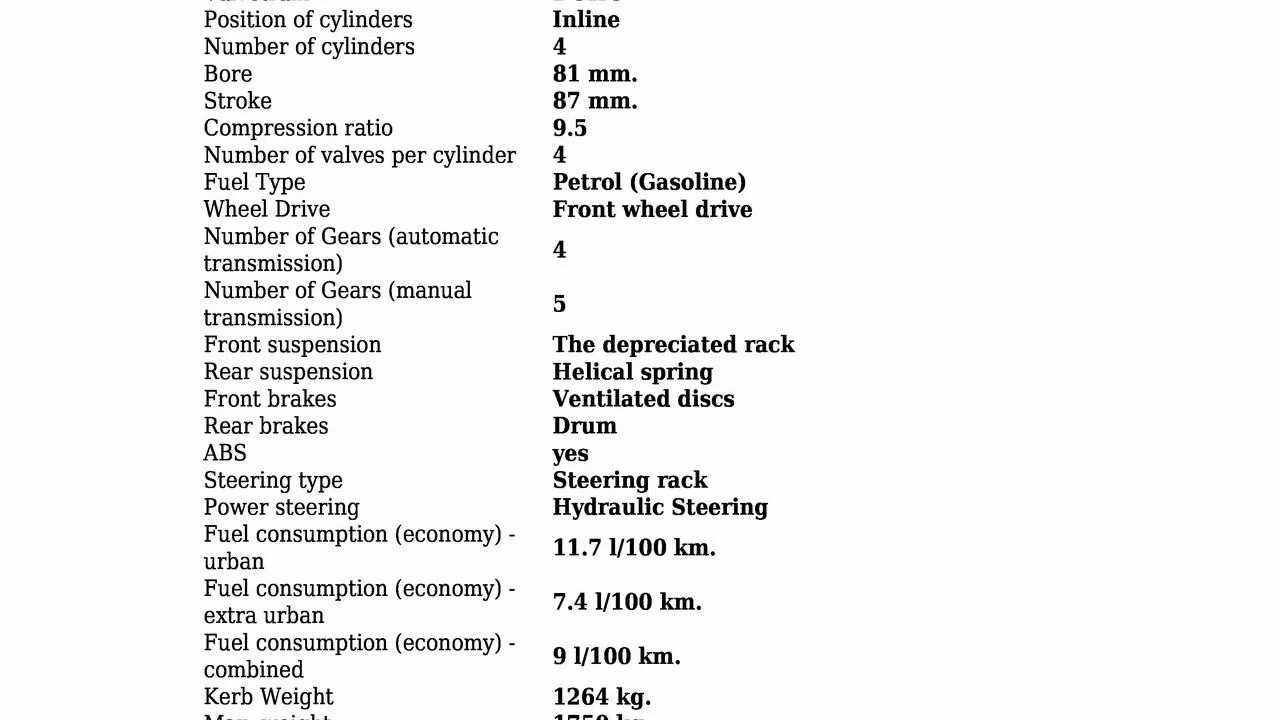 Position of cylinders Inline
Number of cylinders 4
Bore 81 mm.
Stroke 87 mm.
Compression ratio 9.5
Number of valves per cylinder 4
Fuel Type Petrol (Gasoline)
Wheel Drive Front wheel drive
Number of Gears (automatic
transmission) 4
Number of Gears (manual
transmission) 5
Front suspension The depreciated rack
Rear suspension Helical spring
Front brakes Ventilated discs
Rear brakes Drum
ABS yes
Steering type Steering rack
Power steering Hydraulic Steering
Fuel consumption (economy) -
urban 11.7 l/100 km.
Fuel consumption (economy) -
extra urban 7.4 l/100 km.
Fuel consumption (economy) -
combined 9 l/100 km.
Kerb Weight 1264 kg.